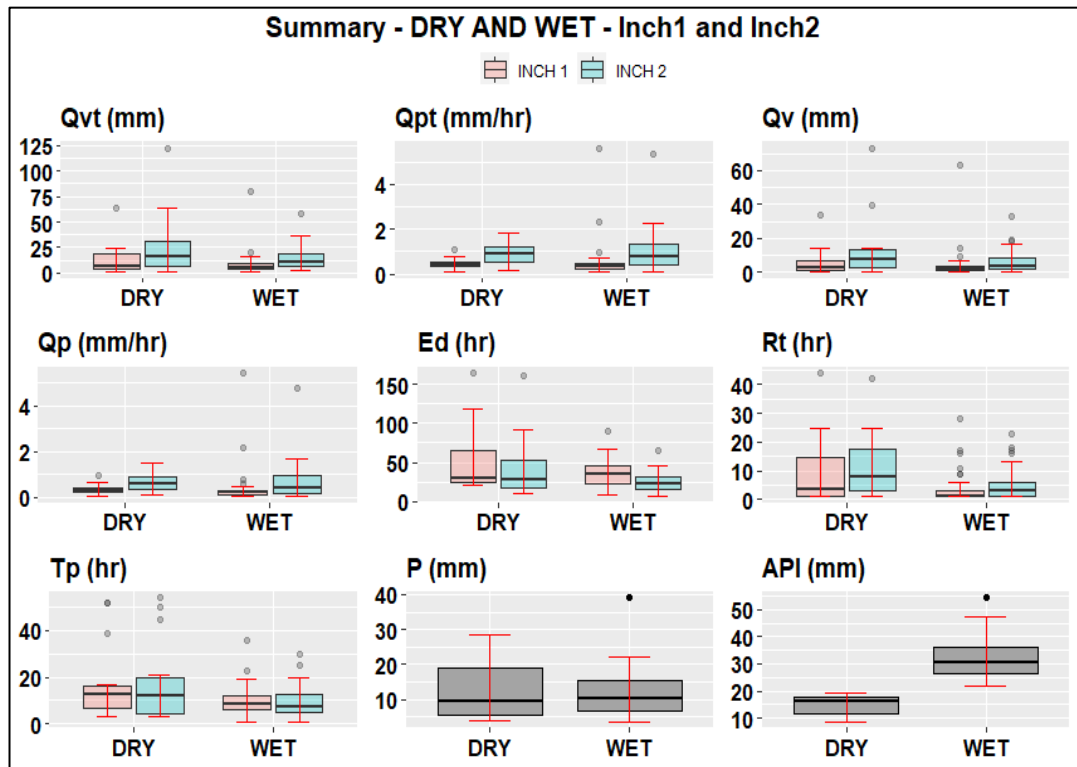 Summary - DRY AND WET - Inch1 and Inch2
INCH 1 INCH 2
Qvt (mm) Qpt (mm/hr) Qv (mm)
125
100
75
50
25
0
DRY WET
4
2
0
DRY WET
60
40
20
0
DRY WET
Qp (mm/hr) Ed (hr) Rt (hr)
4
2
0
DRY WET
150
100
50
0
DRY WET
40
30
20
10
0
DRY WET
Tp (hr) P (mm) API (mm)
40
20
0
DRY WET
40
30
20
10
DRY WET
50
40
30
20
10
DRY WET